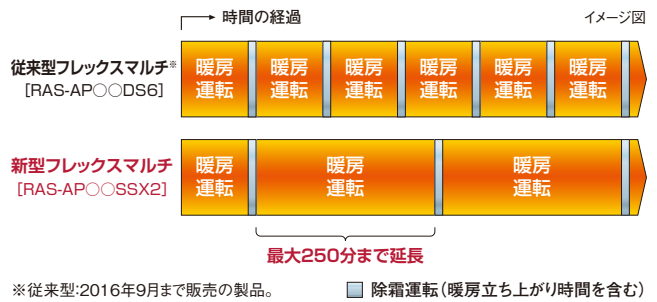 時間の経過
イメージ図
従来型フレックスマルチ※
[RAS-AP○○DS6]
暖房 暖房 暖房 暖房 暖房 暖房
運転 運転 運転 運転 運転 運転
新型フレックスマルチ
[RAS-AP○○SSX2]
暖房 暖房 暖房
運転 運転 運転
最大250分まで延長
※従来型:2016年9月まで販売の製品。
除霜運転(暖房立ち上がり時間を含む)